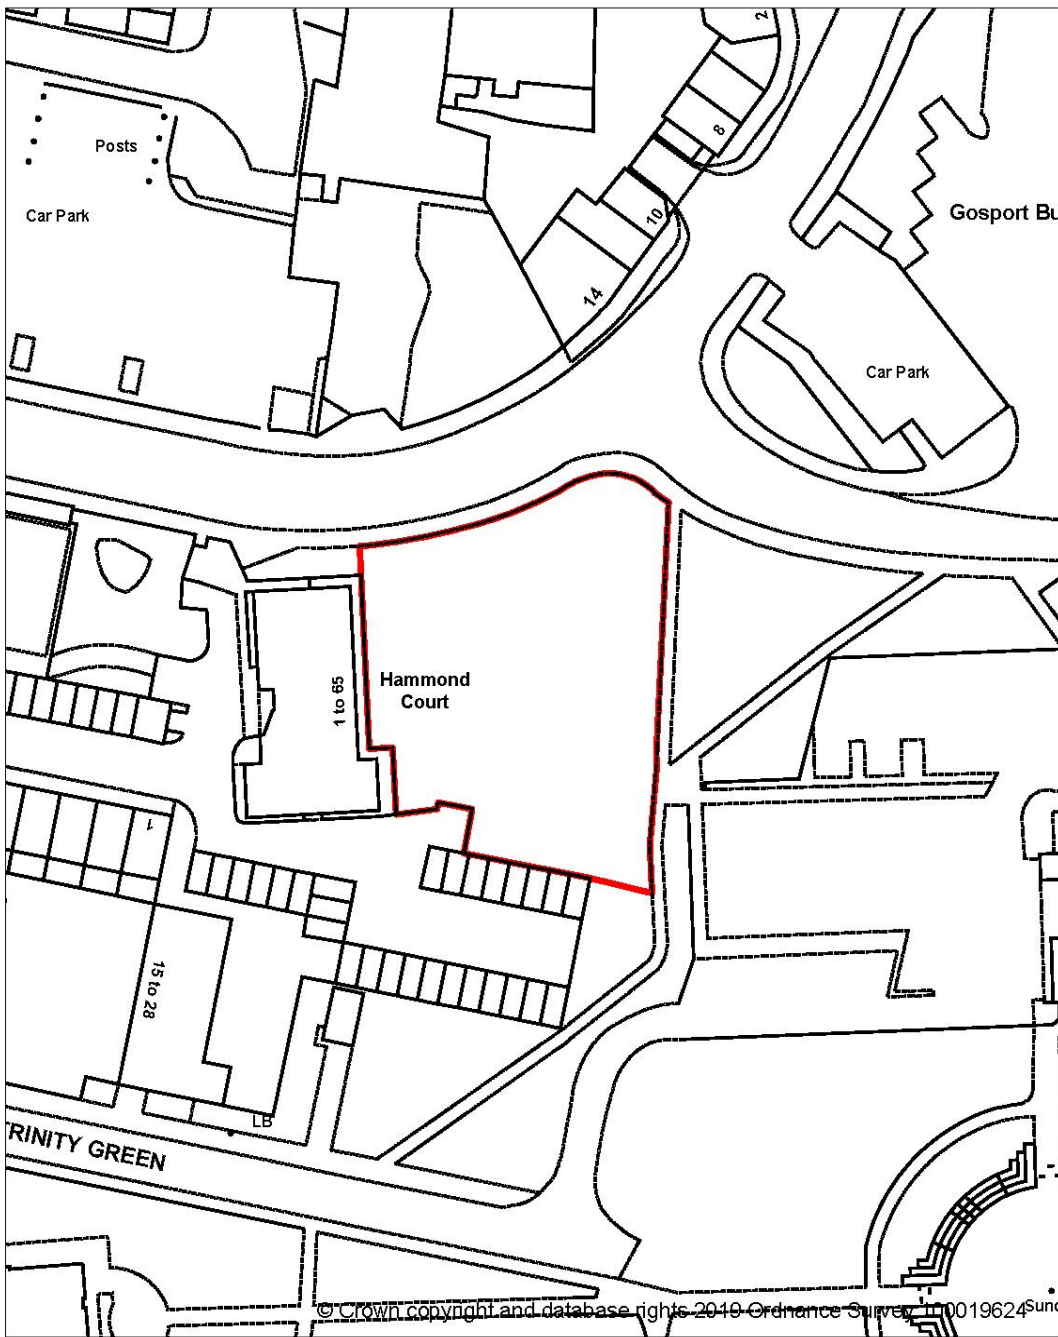 2
Posts
8
Car Park
10
Gosport Bu
14
Car Park
Hammond
Court
1 to 65
1
15 to 28
LB
TRINITY GREEN
© Crown copyright and database rights 2019 Ordnance Survey 100019624
Sund